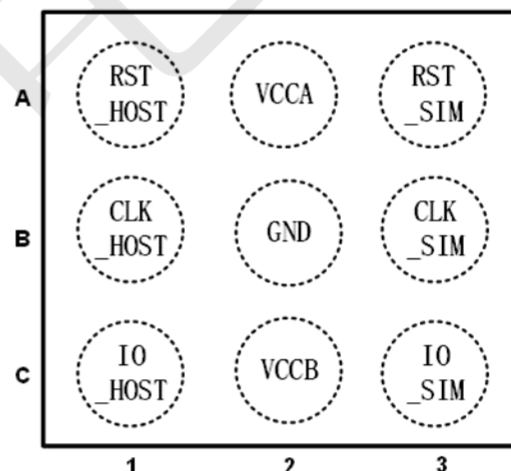 A
RST
_HOST
VCCA
RST
_SIM
B
CLK
_HOST
GND
CLK
_SIM
C
IO
_HOST
VCCB
IO
_SIM
1 2 3